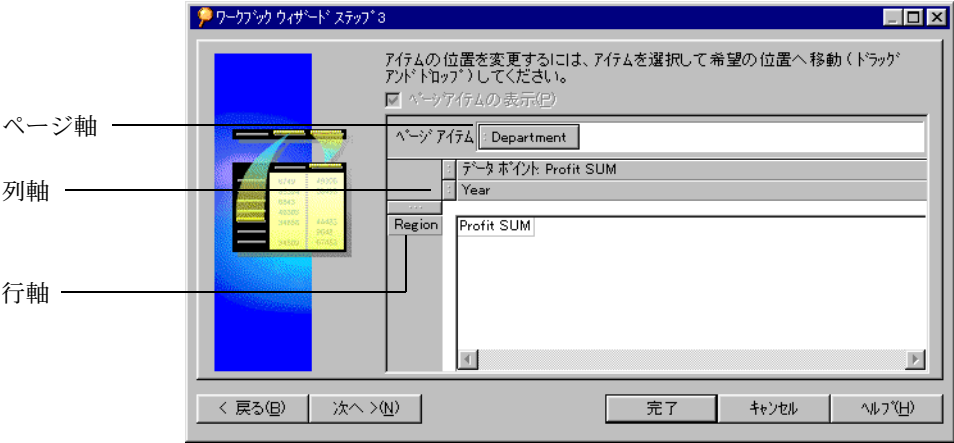 ワークブック ウィザード ステップ3
アイテムの位置を変更するには、アイテムを選択して希望の位置へ移動（ドラッグ
アンド ドロップ）してください。
ページアイテムの表示(P)
ページ軸
ページ アイテム
Department
データ ポイント: Profit SUM
列軸
Year
Region
Profit SUM
行軸
< 戻る(B)
次へ >(N)
完了
キャンセル
ヘルプ(H)